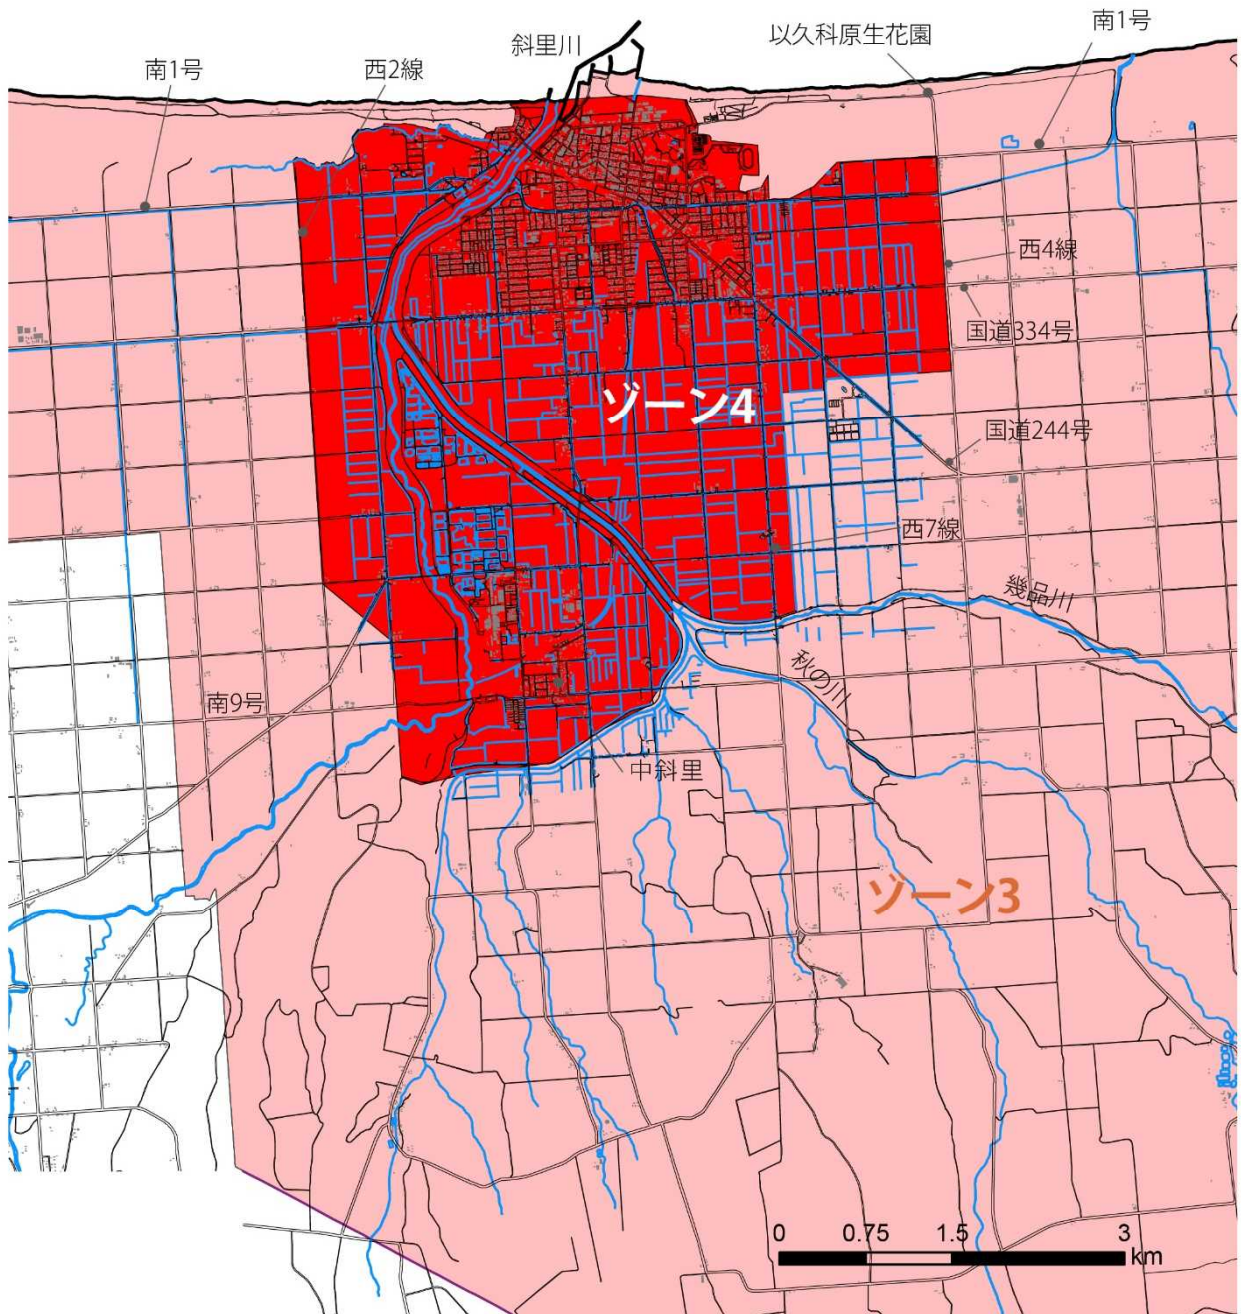 南1号
西2線
斜里川
以久科原生花園
南1号
西4線
国道334号
ゾーン4
国道244号
西7線
幾品川
秋の川
南9号
中斜里
ゾーン3
0 0.75 1.5 3
km